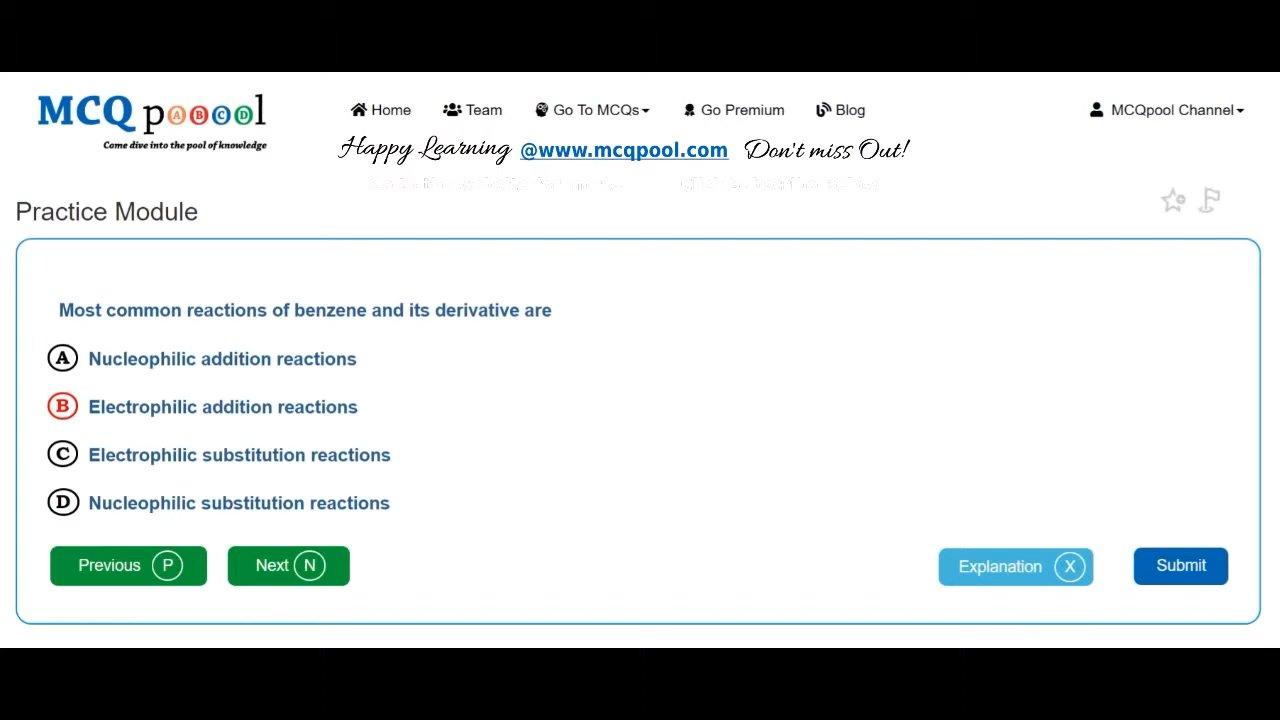 MCQ pABCDl
Come dive into the pool of knowledge
Home Team Go To MCQs Go Premium Blog MCQpool Channel
Happy Learning @www.mcqpool.com Don't miss Out!
Practice Module
Most common reactions of benzene and its derivative are
A Nucleophilic addition reactions
B Electrophilic addition reactions
C Electrophilic substitution reactions
D Nucleophilic substitution reactions
Previous P Next N Explanation X Submit